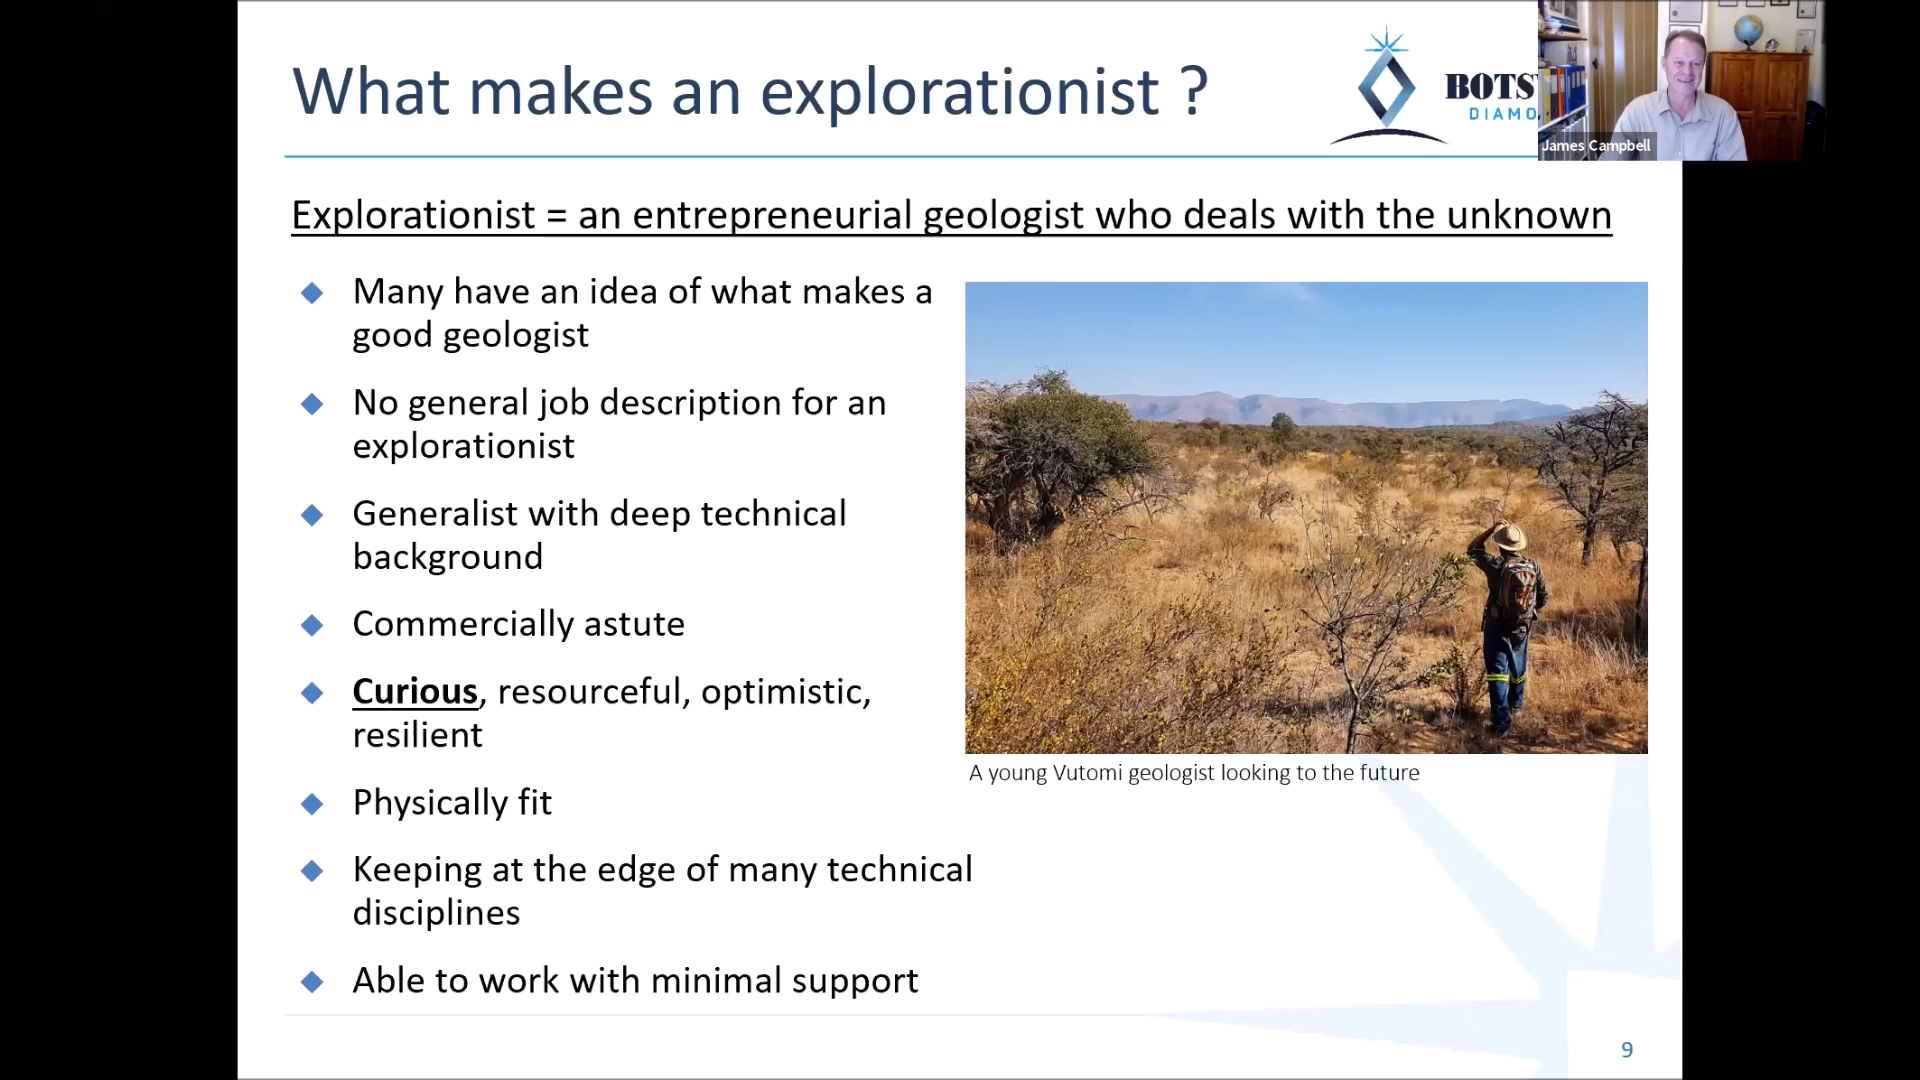 What makes an explorationist ?
BOTS
DIAMO
James Campbell
Explorationist = an entrepreneurial geologist who deals with the unknown
Many have an idea of what makes a
good geologist
No general job description for an
explorationist
Generalist with deep technical
background
Commercially astute
Curious, resourceful, optimistic,
resilient
Physically fit
Keeping at the edge of many technical
disciplines
Able to work with minimal support
A young Vutomi geologist looking to the future
9